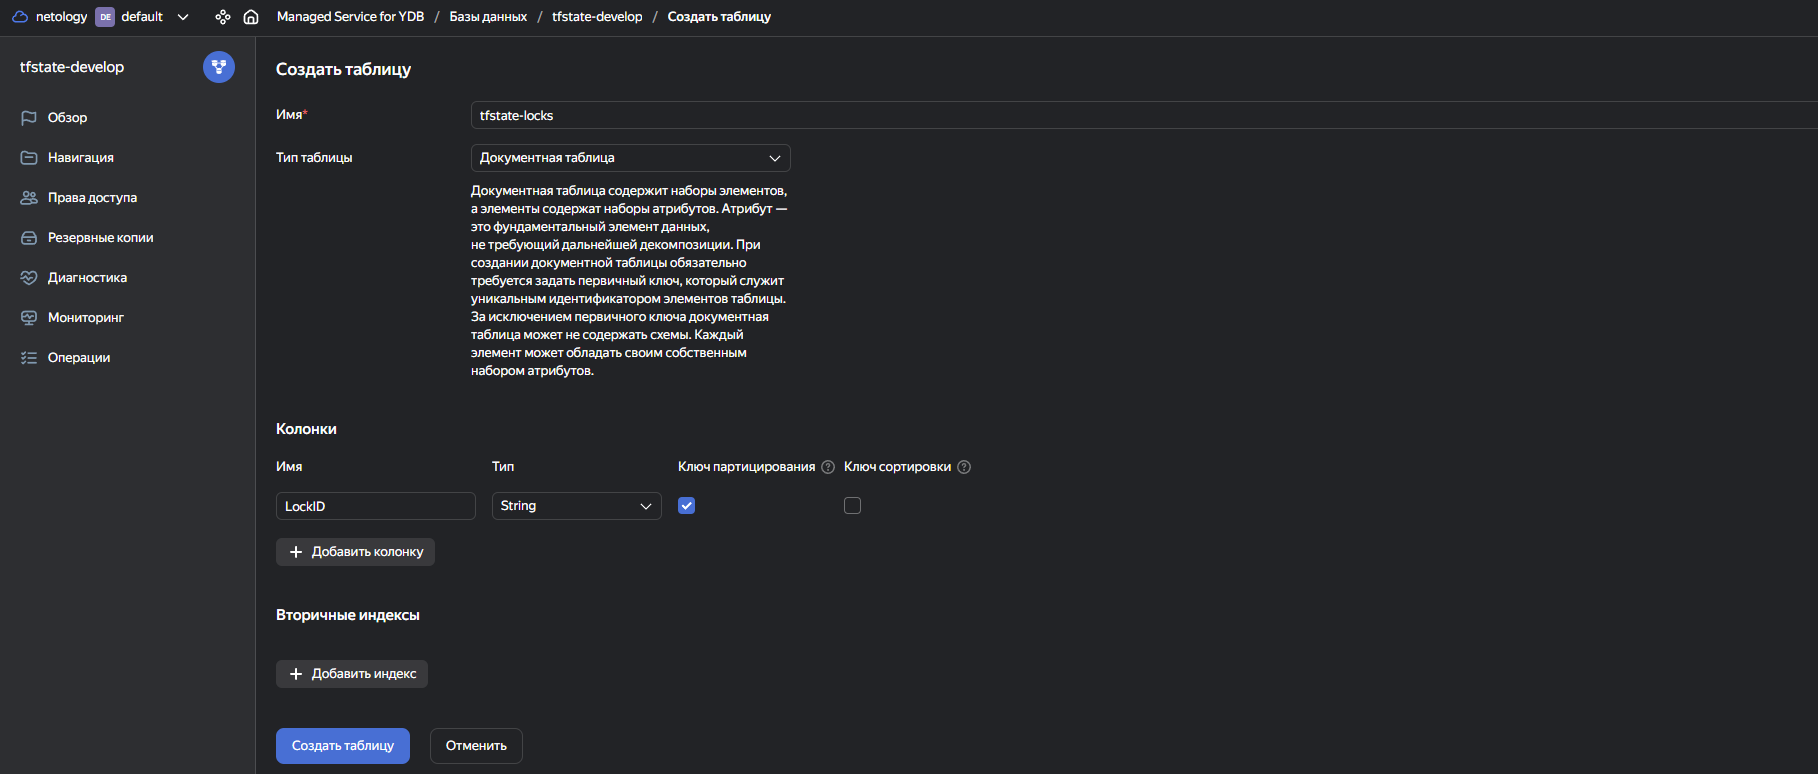 netology DE default Managed Service for YDB / Базы данных / tfstate-develop / Создать таблицу
tfstate-develop
Обзор
Навигация
Права доступа
Резервные копии
Диагностика
Мониторинг
Операции
Создать таблицу
Имя* tfstate-locks
Тип таблицы Документная таблица
Документная таблица содержит наборы элементов,
а элементы содержат наборы атрибутов. Атрибут —
это фундаментальный элемент данных,
не требующий дальнейшей декомпозиции. При
создании документной таблицы обязательно
требуется задать первичный ключ, который служит
уникальным идентификатором элементов таблицы.
За исключением первичного ключа документная
таблица может не содержать схемы. Каждый
элемент может обладать своим собственным
набором атрибутов.
Колонки
Имя Тип Ключ партицирования ? Ключ сортировки ?
LockID String
+ Добавить колонку
Вторичные индексы
+ Добавить индекс
Создать таблицу Отменить